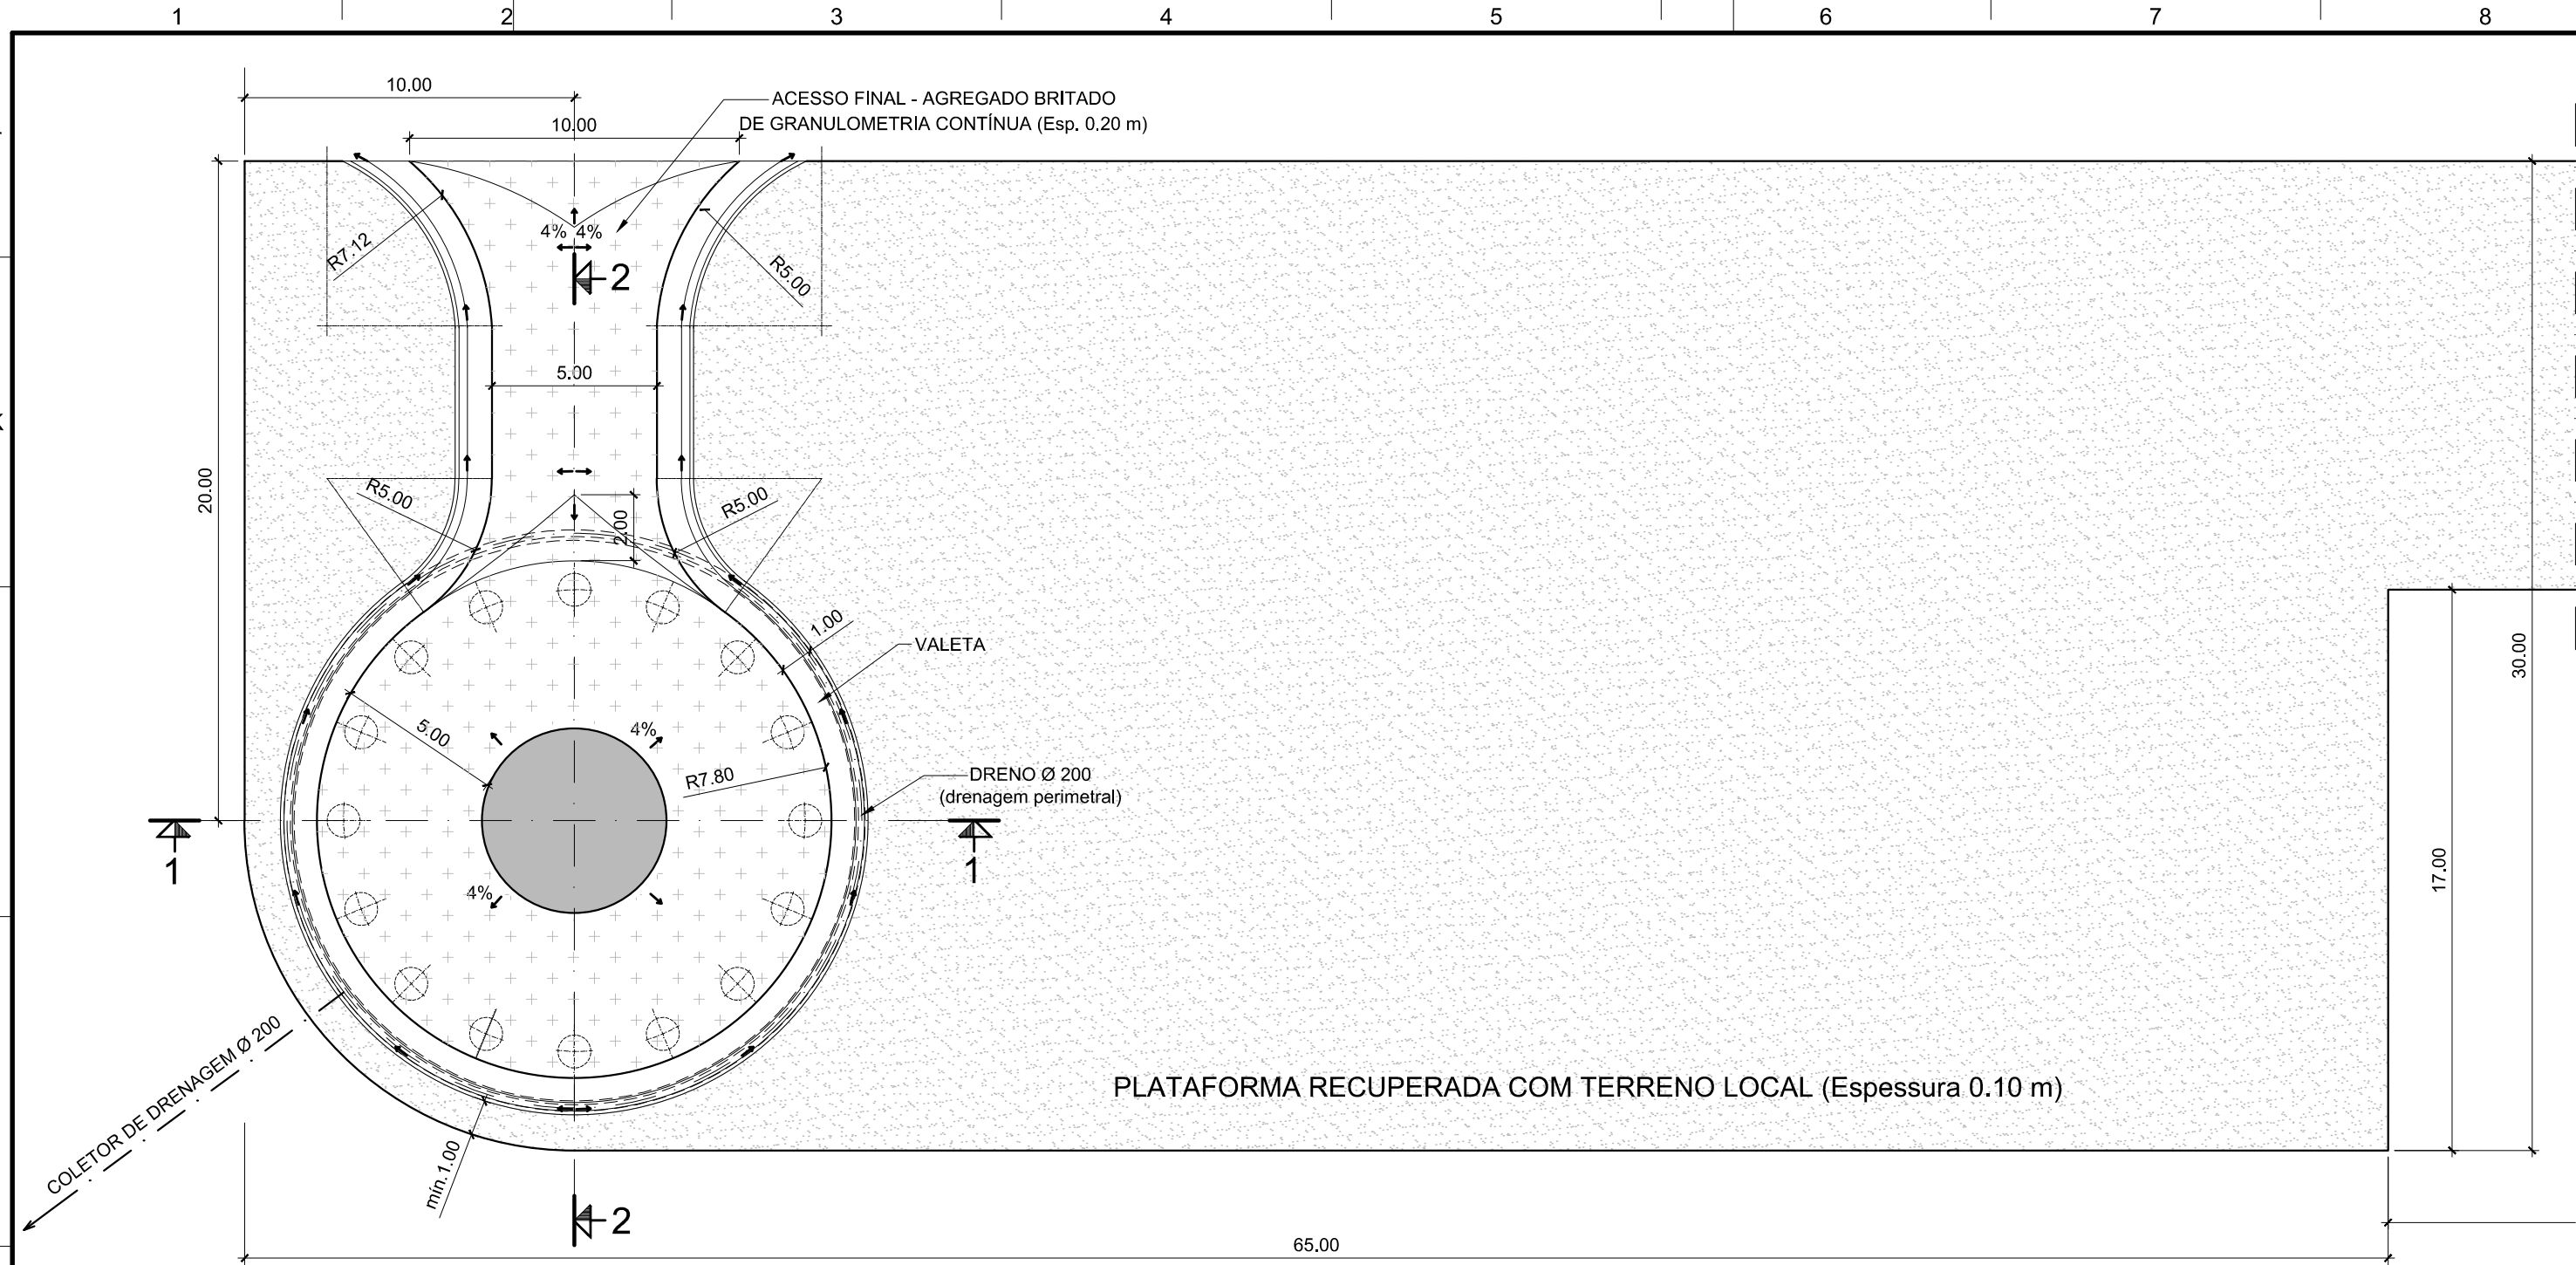 1 2 3 4 5 6 7 8
10.00
ACESSO FINAL - AGREGADO BRITADO
DE GRANULOMETRIA CONTÍNUA (Esp. 0.20 m)
10.00
4% 4%
R7.12
2
R5.00
5.00
20.00
R5.00
R5.00
2.00
1.00
VALETA
30.00
5.00
4%
R7.80
DRENO Ø 200
(drenagem perimetral)
1
1
17.00
4%
COLETOR DE DRENAGEM Ø 200
PLATAFORMA RECUPERADA COM TERRENO LOCAL (Espessura 0.10 m)
mín.1.00
2
65.00